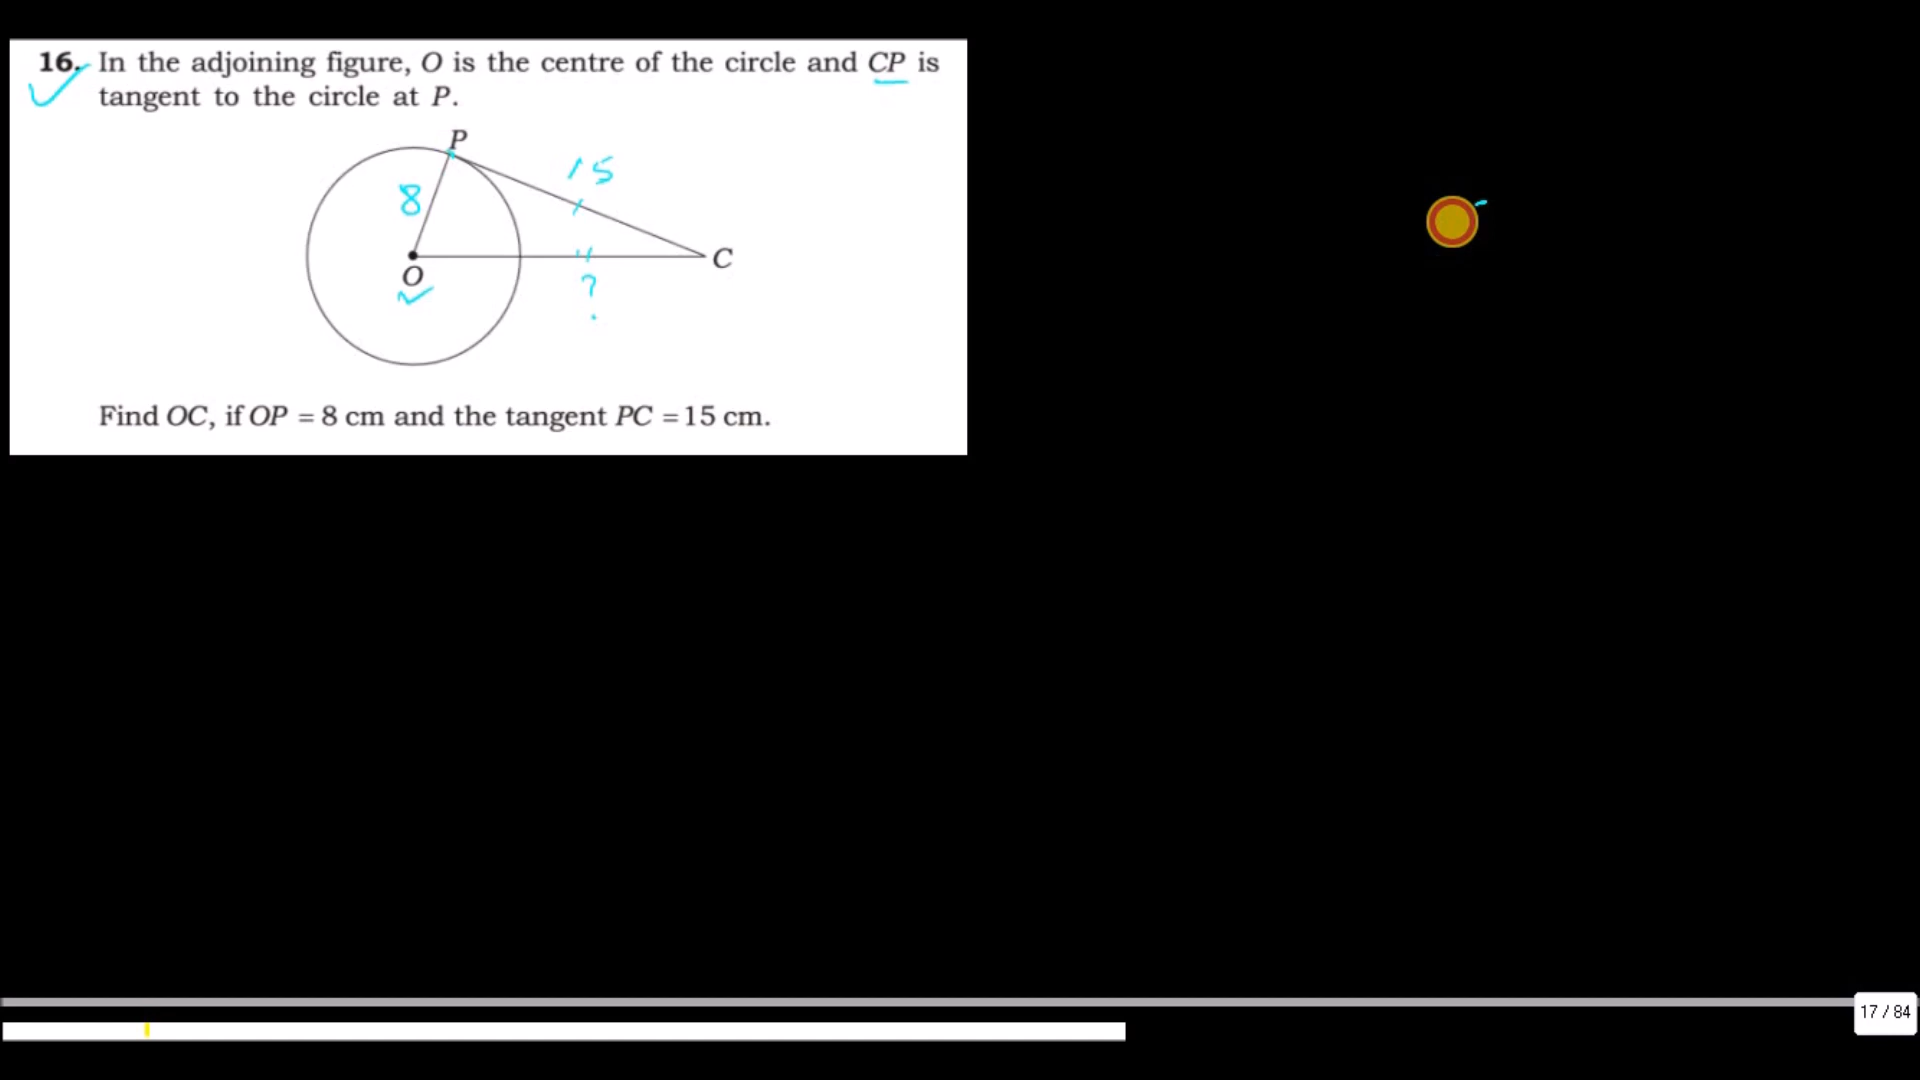 16. In the adjoining figure, O is the centre of the circle and CP is
tangent to the circle at P.
P
15
8
C
O
?
Find OC, if OP = 8 cm and the tangent PC = 15 cm.
17 / 84